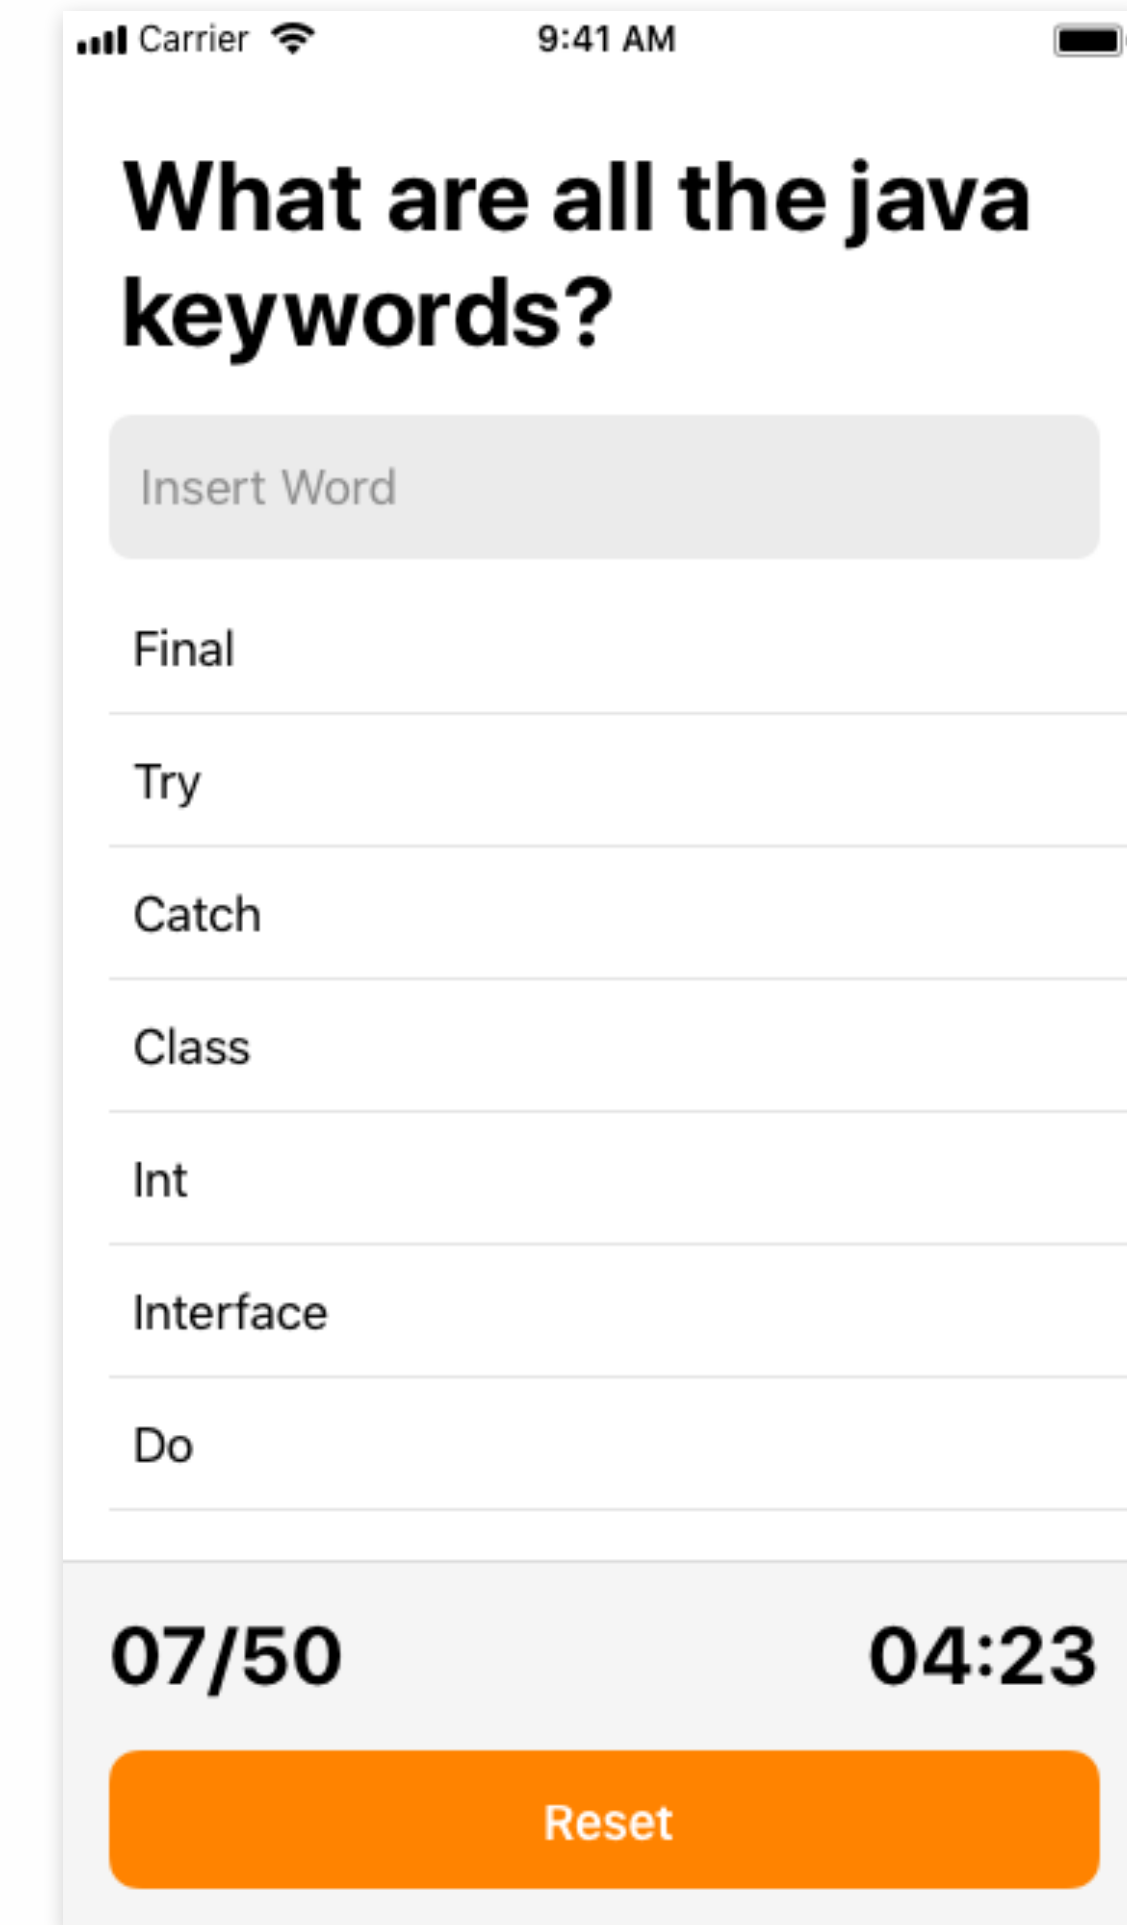 Carrier 9:41 AM
What are all the java
keywords?
Insert Word
Final
Try
Catch
Class
Int
Interface
Do
07/50 04:23
Reset